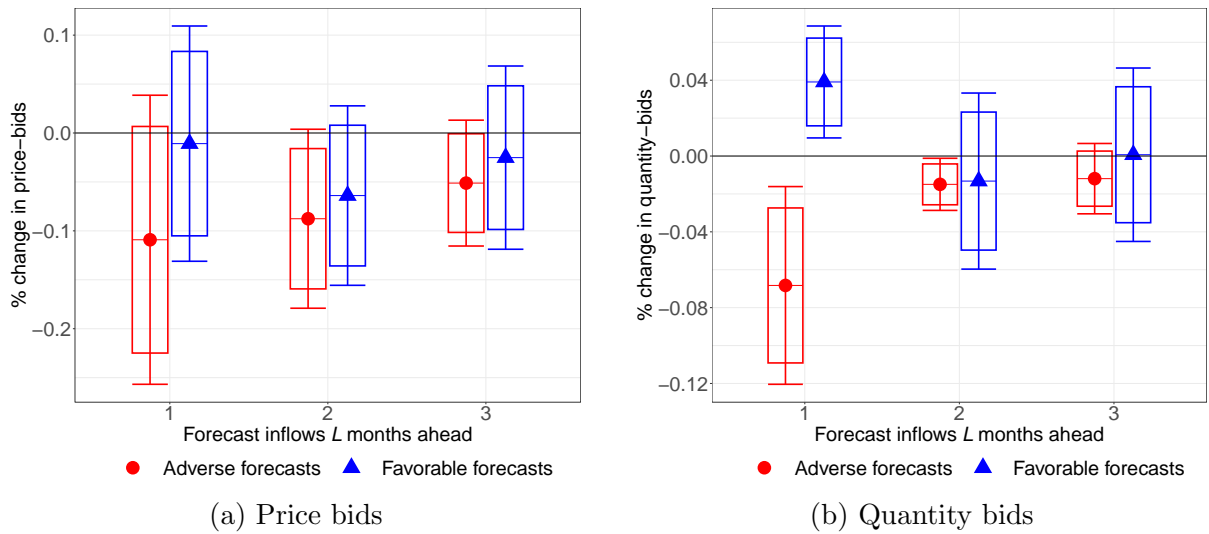 % change in price−bids
0.1
0.0
−0.1
−0.2
1
2
3
Forecast inflows L months ahead
Adverse forecasts
Favorable forecasts
(a) Price bids
% change in quantity−bids
0.04
0.00
−0.04
−0.08
−0.12
1
2
3
Forecast inflows L months ahead
Adverse forecasts
Favorable forecasts
(b) Quantity bids